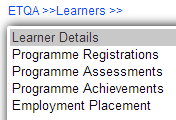 ETQA >>Learners >>
Learner Details
Programme Registrations
Programme Assessments
Programme Achievements
Employment Placement